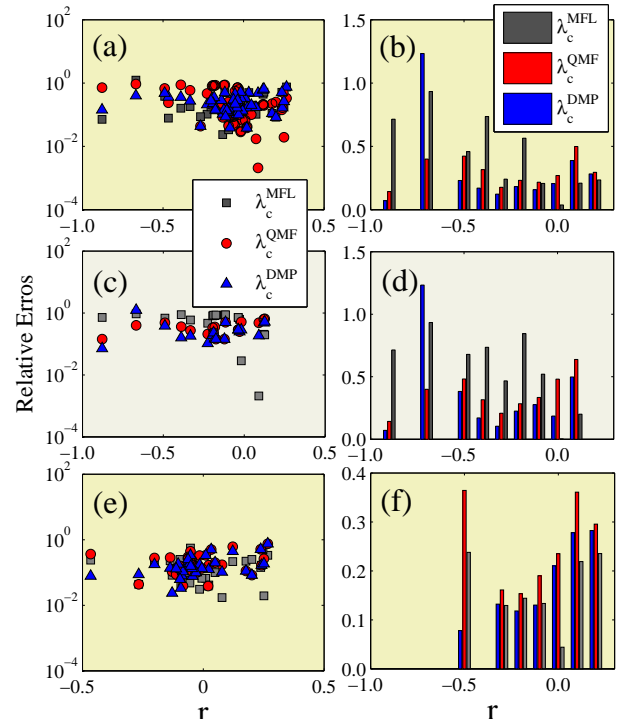 Relative Erros
(a)
10^2
10^0
10^−2
10^−4
−1.0 −0.5 0 0.5
(b)
1.5
1.0
0.5
0.0
−1.0 −0.5 0.0
λ_c^MFL
λ_c^QMF
λ_c^DMP
(c)
10^2
10^0
10^−2
10^−4
−1.0 −0.5 0.0 0.5
λ_c^MFL
λ_c^QMF
λ_c^DMP
(d)
1.5
1.0
0.5
0.0
−1.0 −0.5 0.0
(e)
10^2
10^0
10^−2
10^−4
−0.5 0 0.5
r
(f)
0.4
0.3
0.2
0.1
0.0
−1.0 −0.5 0.0
r